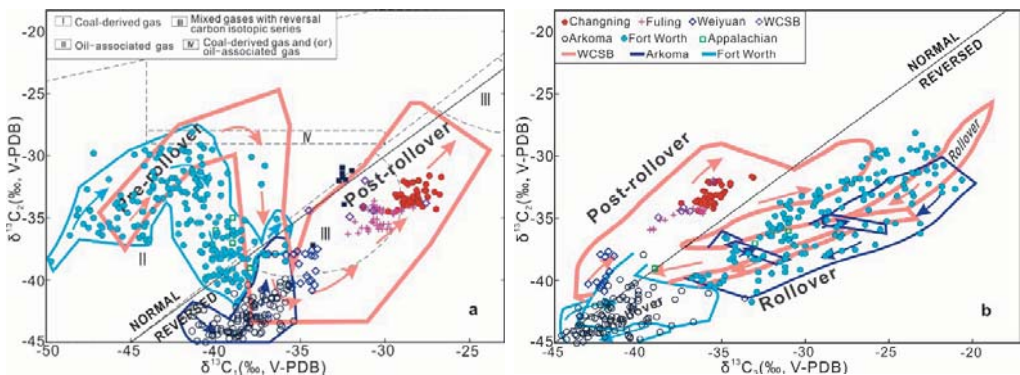 I Coal-derived gas
III Mixed gases with reversal
carbon isotopic series
II Oil-associated gas
IV Coal-derived gas and (or)
oil-associated gas
-20
-25
-30
-35
-40
-45
-50 -45 -40 -35 -30 -25
δ¹³C₂(‰, V-PDB)
Pre-rollover
Post-rollover
II
III
III
IV
NORMAL
REVERSED
a
Changning Fuling Weiyuan WCSB
Arkoma Fort Worth Appalachian
WCSB Arkoma Fort Worth
-20
-25
-30
-35
-40
-45
-45 -40 -35 -30 -25 -20
δ¹³C₂(‰, V-PDB)
NORMAL
REVERSED
Post-rollover
Rollover
Rollover
b